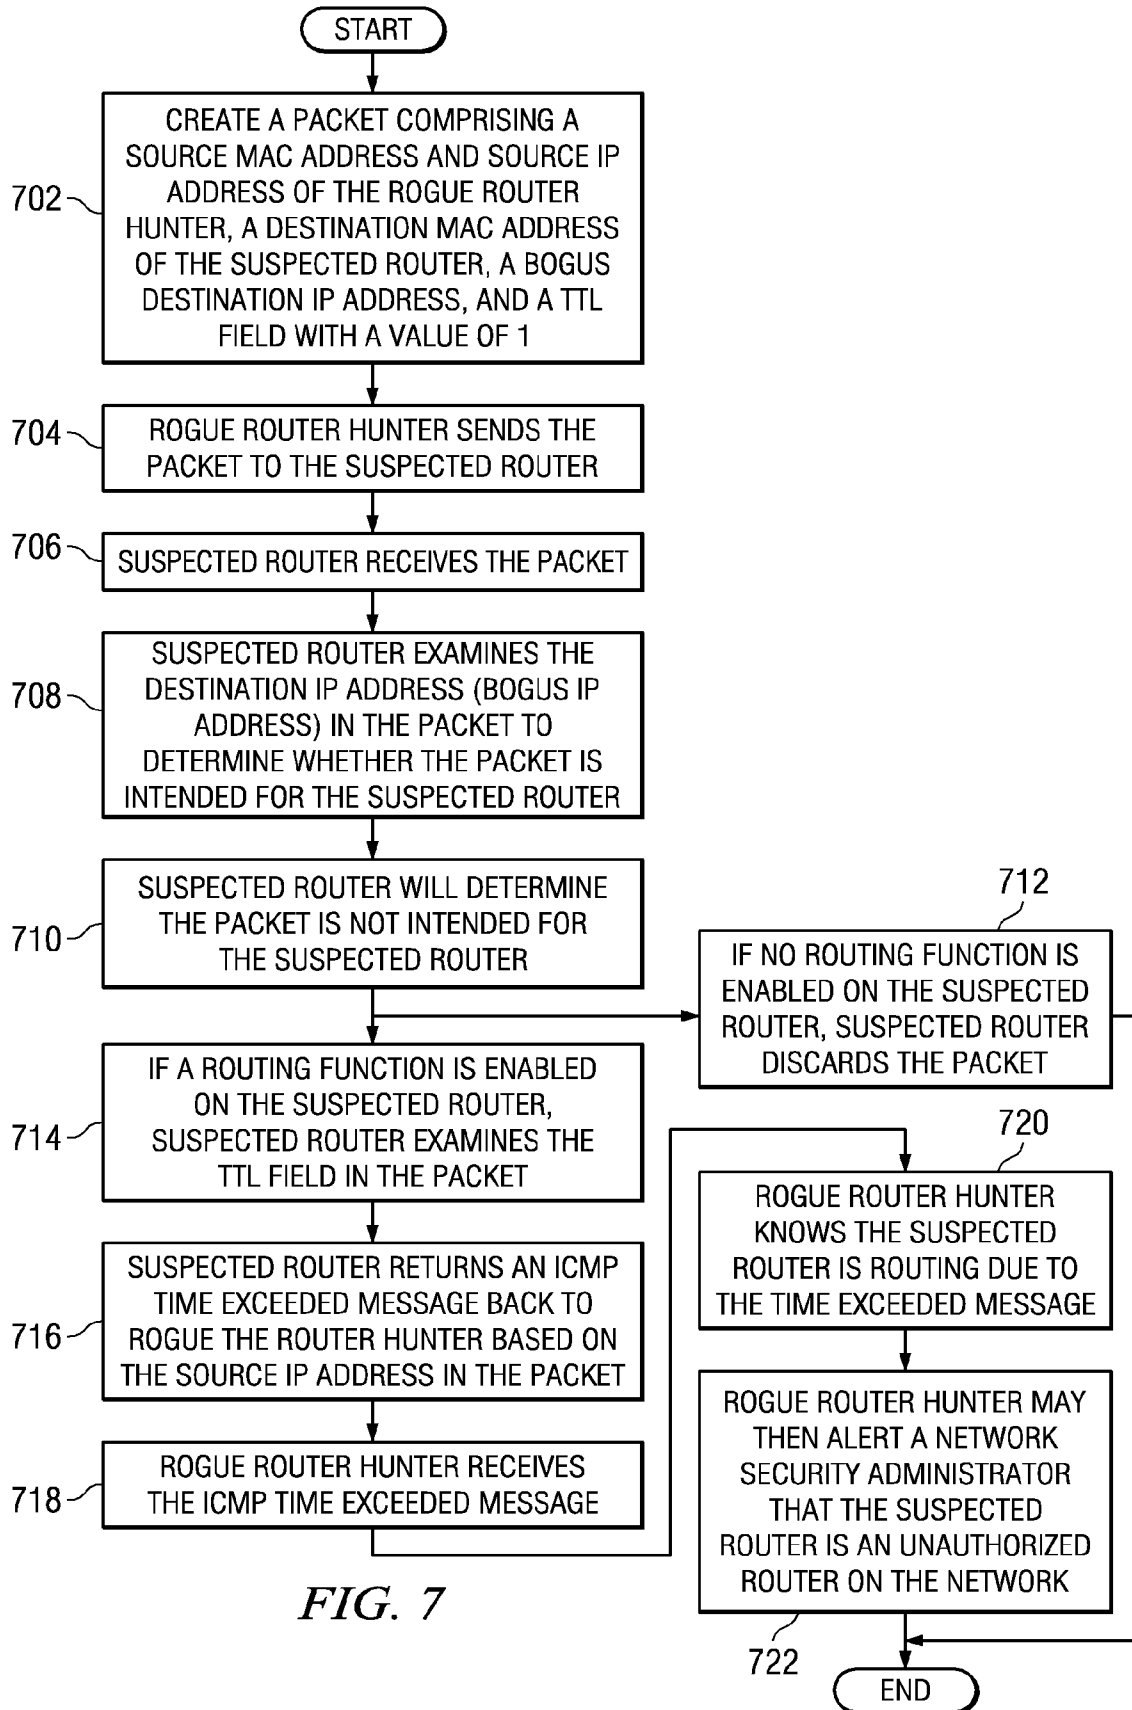 START
702
CREATE A PACKET COMPRISING A
SOURCE MAC ADDRESS AND SOURCE IP
ADDRESS OF THE ROGUE ROUTER
HUNTER, A DESTINATION MAC ADDRESS
OF THE SUSPECTED ROUTER, A BOGUS
DESTINATION IP ADDRESS, AND A TTL
FIELD WITH A VALUE OF 1
704
ROGUE ROUTER HUNTER SENDS THE
PACKET TO THE SUSPECTED ROUTER
706
SUSPECTED ROUTER RECEIVES THE PACKET
708
SUSPECTED ROUTER EXAMINES THE
DESTINATION IP ADDRESS (BOGUS IP
ADDRESS) IN THE PACKET TO
DETERMINE WHETHER THE PACKET IS
INTENDED FOR THE SUSPECTED ROUTER
710
SUSPECTED ROUTER WILL DETERMINE
THE PACKET IS NOT INTENDED FOR
THE SUSPECTED ROUTER
712
IF NO ROUTING FUNCTION IS
ENABLED ON THE SUSPECTED
ROUTER, SUSPECTED ROUTER
DISCARDS THE PACKET
714
IF A ROUTING FUNCTION IS ENABLED
ON THE SUSPECTED ROUTER,
SUSPECTED ROUTER EXAMINES THE
TTL FIELD IN THE PACKET
716
SUSPECTED ROUTER RETURNS AN ICMP
TIME EXCEEDED MESSAGE BACK TO
ROGUE THE ROUTER HUNTER BASED ON
THE SOURCE IP ADDRESS IN THE PACKET
718
ROGUE ROUTER HUNTER RECEIVES
THE ICMP TIME EXCEEDED MESSAGE
720
ROGUE ROUTER HUNTER
KNOWS THE SUSPECTED
ROUTER IS ROUTING DUE TO
THE TIME EXCEEDED MESSAGE
ROGUE ROUTER HUNTER MAY
THEN ALERT A NETWORK
SECURITY ADMINISTRATOR
THAT THE SUSPECTED
ROUTER IS AN UNAUTHORIZED
ROUTER ON THE NETWORK
722
END
FIG. 7